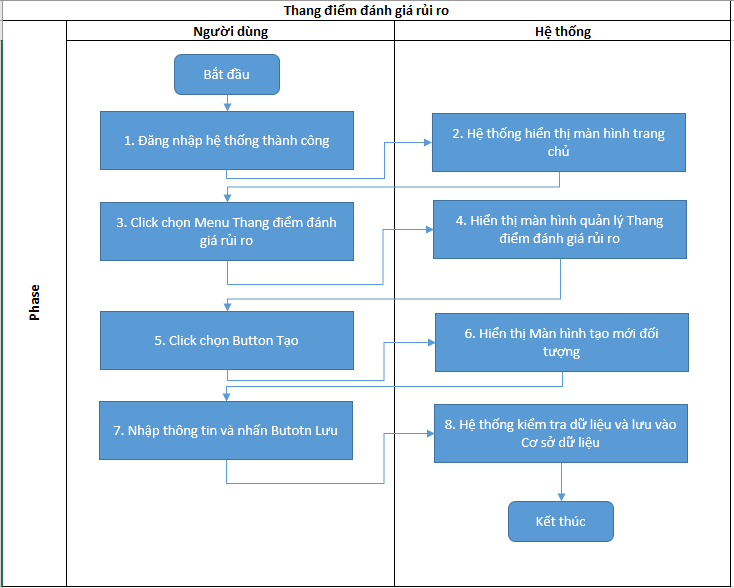 Thang điểm đánh giá rủi ro
Người dùng
Hệ thống
Phase
Bắt đầu
1. Đăng nhập hệ thống thành công
2. Hệ thống hiển thị màn hình trang
chủ
3. Click chọn Menu Thang điểm đánh
giá rủi ro
4. Hiển thị màn hình quản lý Thang
điểm đánh giá rủi ro
5. Click chọn Button Tạo
6. Hiển thị Màn hình tạo mới đối
tượng
7. Nhập thông tin và nhấn Butotn Lưu
8. Hệ thống kiểm tra dữ liệu và lưu vào
Cơ sở dữ liệu
Kết thúc